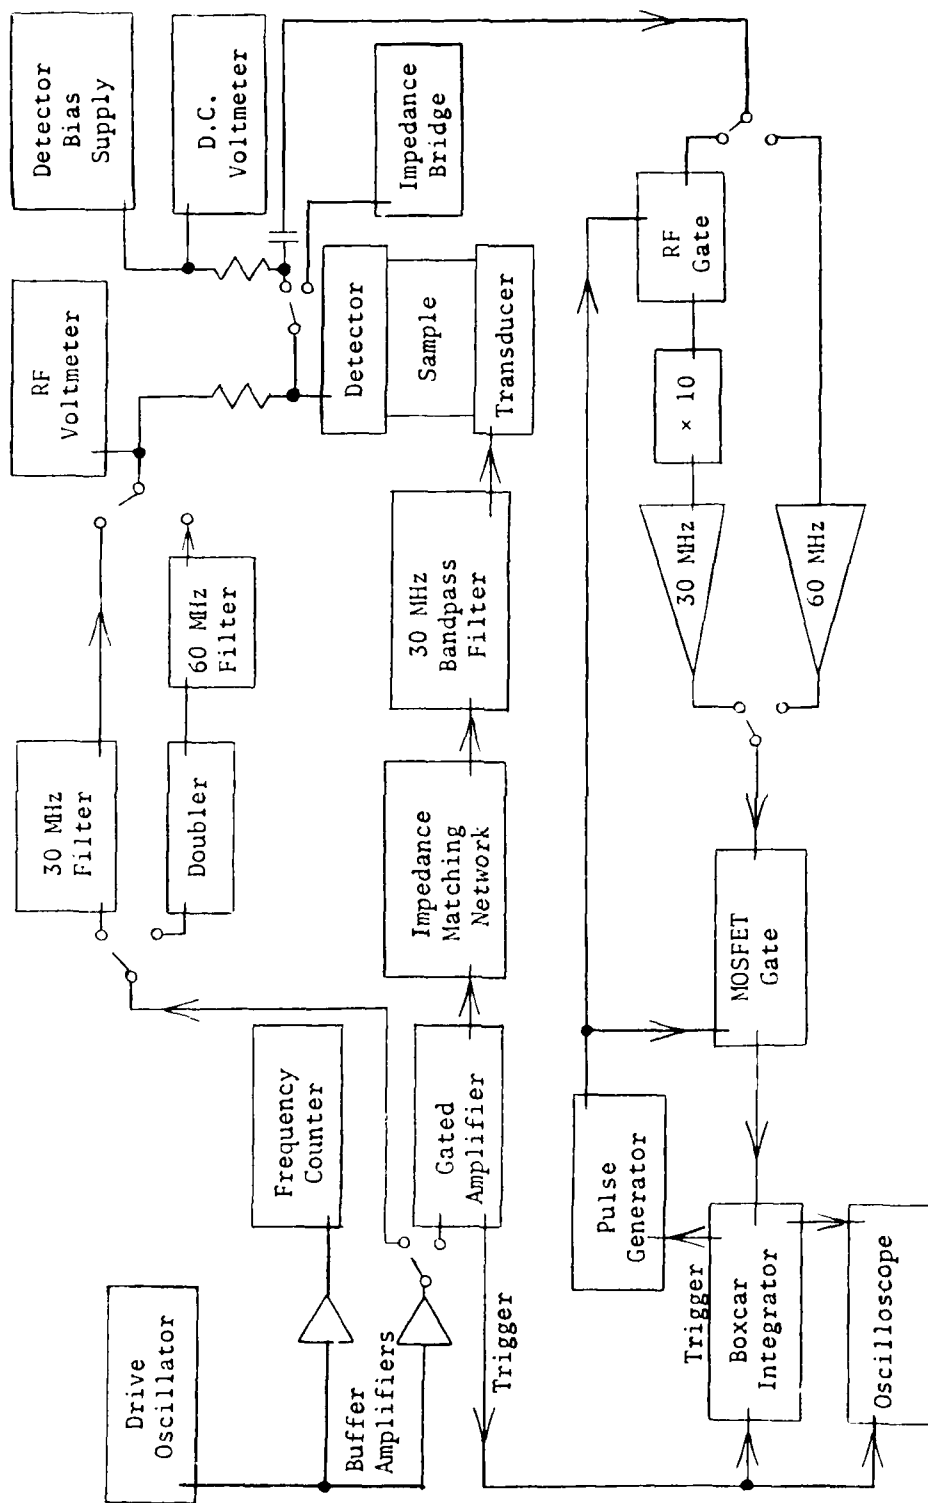 Drive
Oscillator
Buffer
Amplifiers
Frequency
Counter
30 MHz
Filter
Doubler
60 MHz
Filter
RF
Voltmeter
Detector
Bias
Supply
D.C.
Voltmeter
Impedance
Bridge
Gated
Amplifier
Impedance
Matching
Network
30 MHz
Bandpass
Filter
Detector
Sample
Transducer
Trigger
Pulse
Generator
Trigger
Boxcar
Integrator
Oscilloscope
MOSFET
Gate
30 MHz
60 MHz
× 10
RF
Gate